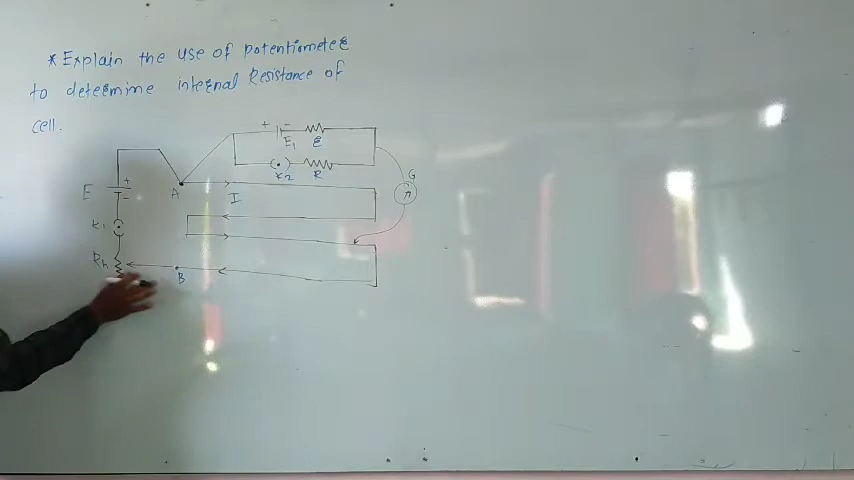 * Explain the use of potentiometer
to determine internal Resistance of
cell.
+ -
E₁ r
K₂ R
G
E + -
A I
K₁
Rh
B